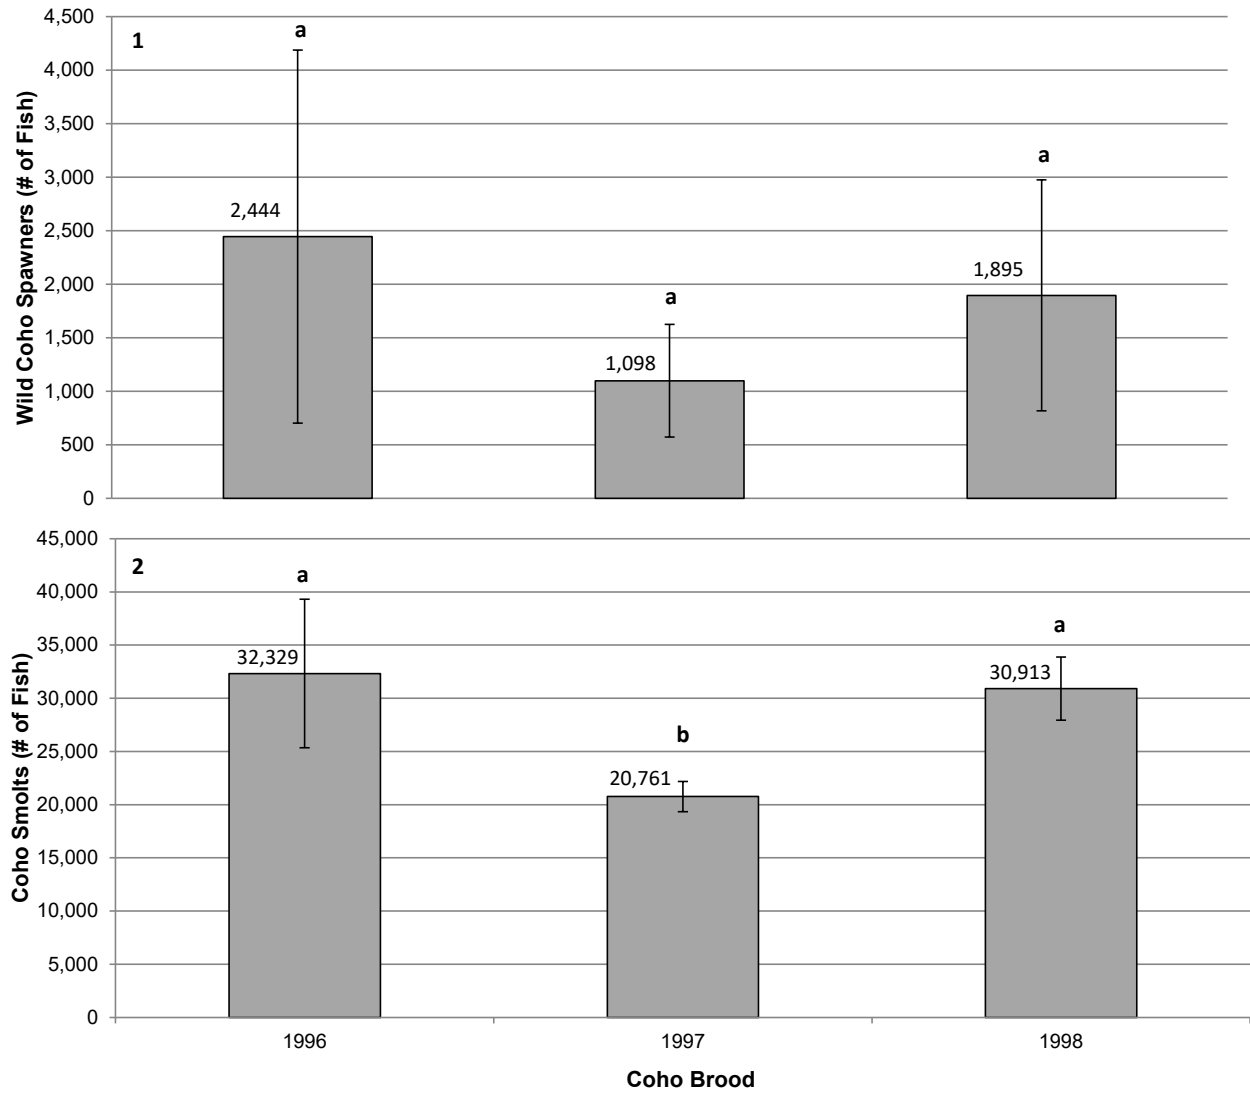 4,500
4,000
3,500
3,000
2,500
2,000
1,500
1,000
500
0
Wild Coho Spawners (# of Fish)
1
a
2,444
a
1,098
a
1,895
45,000
40,000
35,000
30,000
25,000
20,000
15,000
10,000
5,000
0
Coho Smolts (# of Fish)
2
a
32,329
b
20,761
a
30,913
1996 1997 1998
Coho Brood